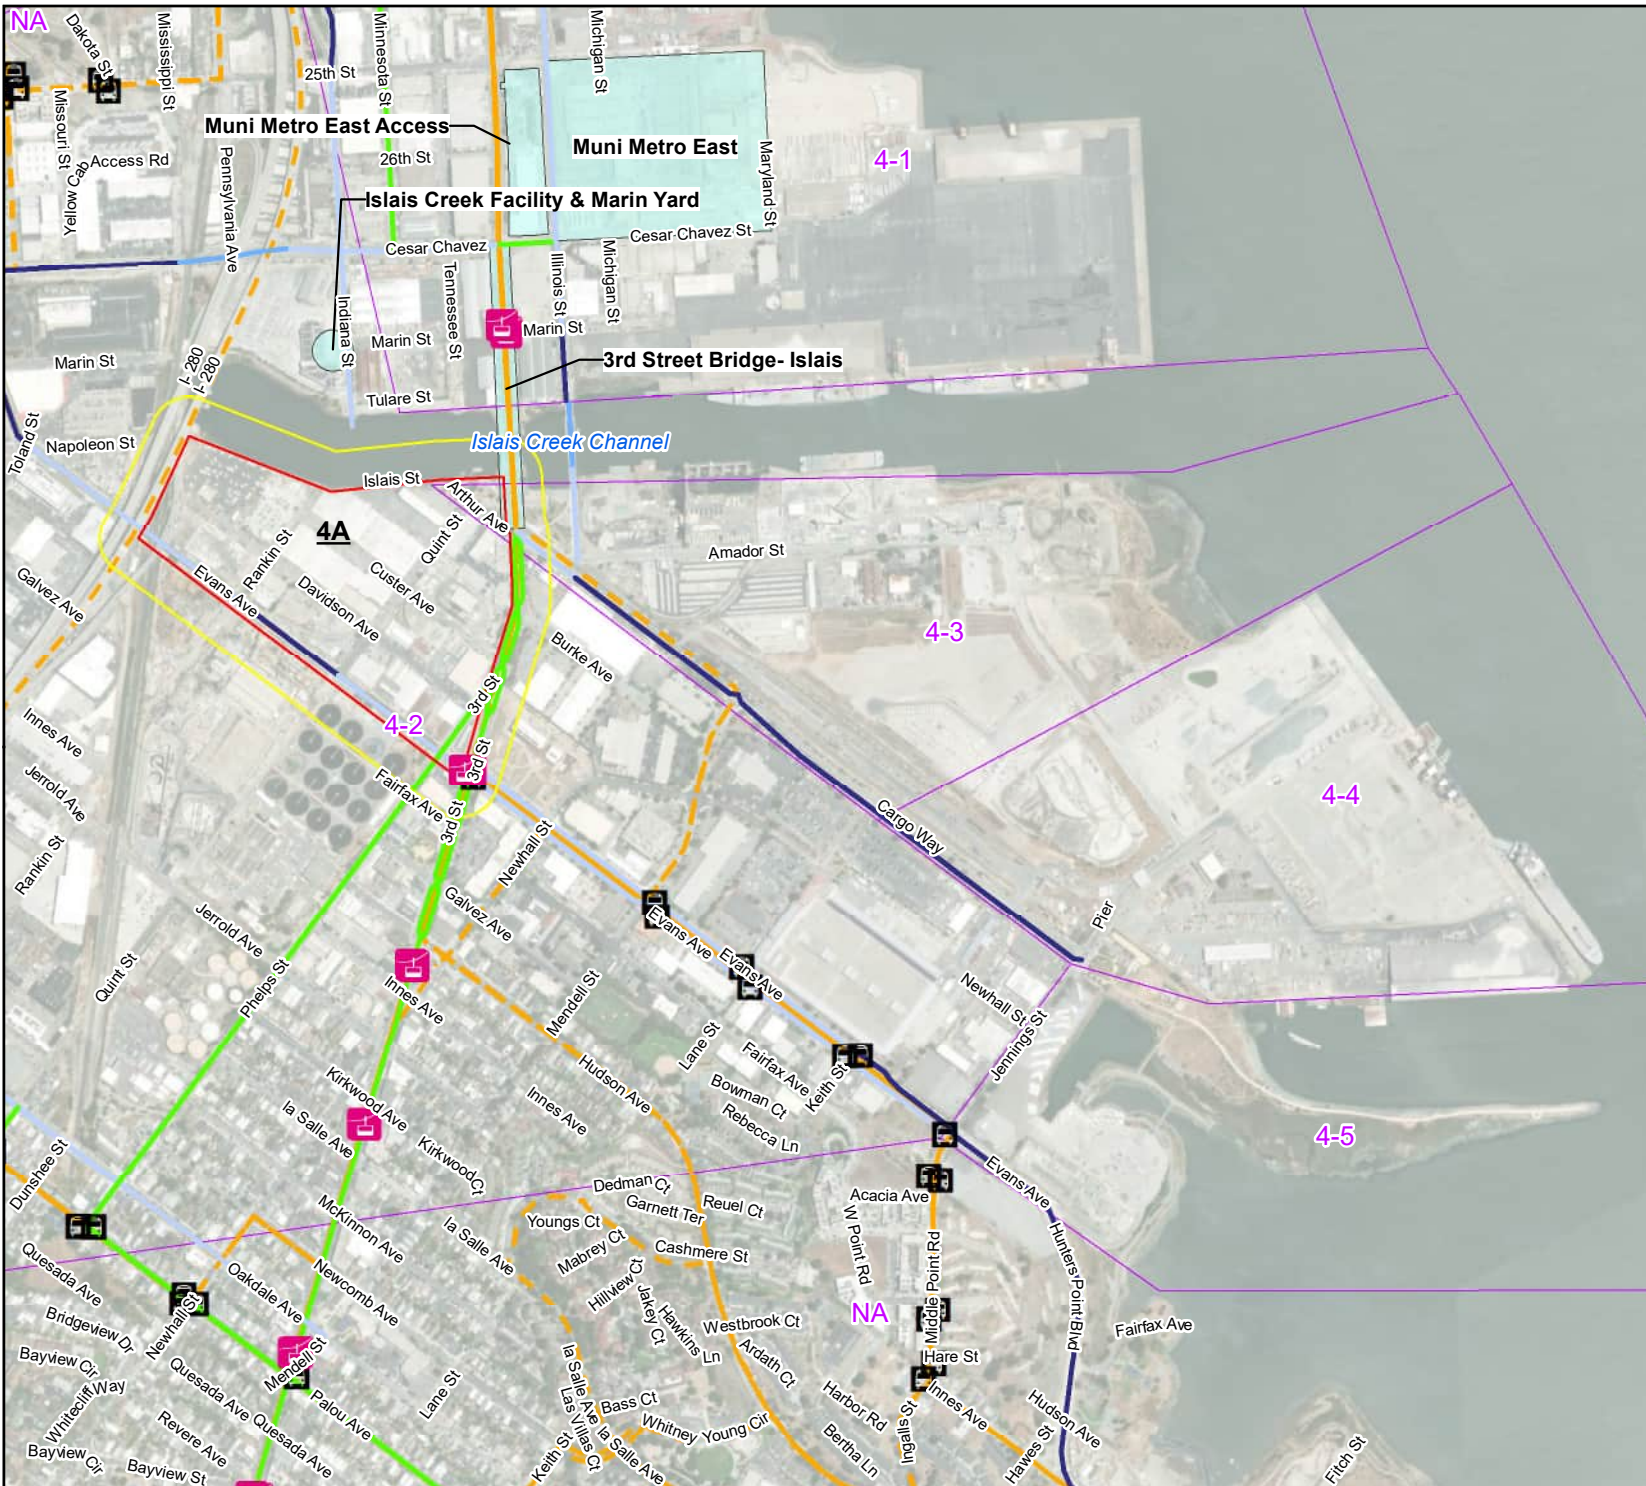 NA
Dakota St
Mississippi St
Minnesota St
Michigan St
25th St
Missouri St
Yellow Cab
Access Rd
Pennsylvania Ave
Muni Metro East Access
26th St
Muni Metro East
Maryland St
4-1
Islais Creek Facility & Marin Yard
Cesar Chavez
Cesar Chavez St
Tennessee St
Illinois St
Michigan St
Indiana St
Marin St
Marin St
Marin St
I- 280
I- 280
3rd Street Bridge- Islais
Tulare St
Toland St
Napoleon St
Islais Creek Channel
Islais St
Arthur Ave
4A
Quint St
Rankin St
Amador St
Evans Ave
Custer Ave
Davidson Ave
Galvez Ave
4-3
Burke Ave
3rd St
4-2
Innes Ave
3rd St
Jerrold Ave
Fairfax Ave
3rd St
4-4
Cargo Way
Newhall St
Rankin St
Galvez Ave
Jerrold Ave
Evans Ave
Evans Ave
Pier
Quint St
Phelps St
Innes Ave
Mendell St
Newhall St
Jennings St
Lane St
Fairfax Ave
Keith St
Hudson Ave
Bowman Ct
Rebecca Ln
Innes Ave
Kirkwood Ave
la Salle Ave
Kirkwood Ct
4-5
Dunshee St
Dedman Ct
Evans Ave
Reuel Ct
Garnett Ter
Acacia Ave
W Point Rd
Youngs Ct
McKinnon Ave
la Salle Ave
Mabrey Ct
Cashmere St
Middle Point Rd
Hunters Point Blvd
Quesada Ave
Oakdale Ave
Newcomb Ave
Hillview Ct
Jakey Ct
Hawkins Ln
Westbrook Ct
NA
Fairfax Ave
Bridgeview Dr
Newhall St
Ardath Ct
Hare St
Bayview Cir
Mendell St
Quesada Ave
Whitecliff Way
Palou Ave
Lane St
la Salle Ave
Las Villas Ct
Bass Ct
Harbor Rd
Ingalls St
Innes Ave
Hudson Ave
Revere Ave
Quesada Ave
Whitney Young Cir
la Salle Ave
Bertha Ln
Hawes St
Bayview Cir
Bayview St
Keith St
Fitch St